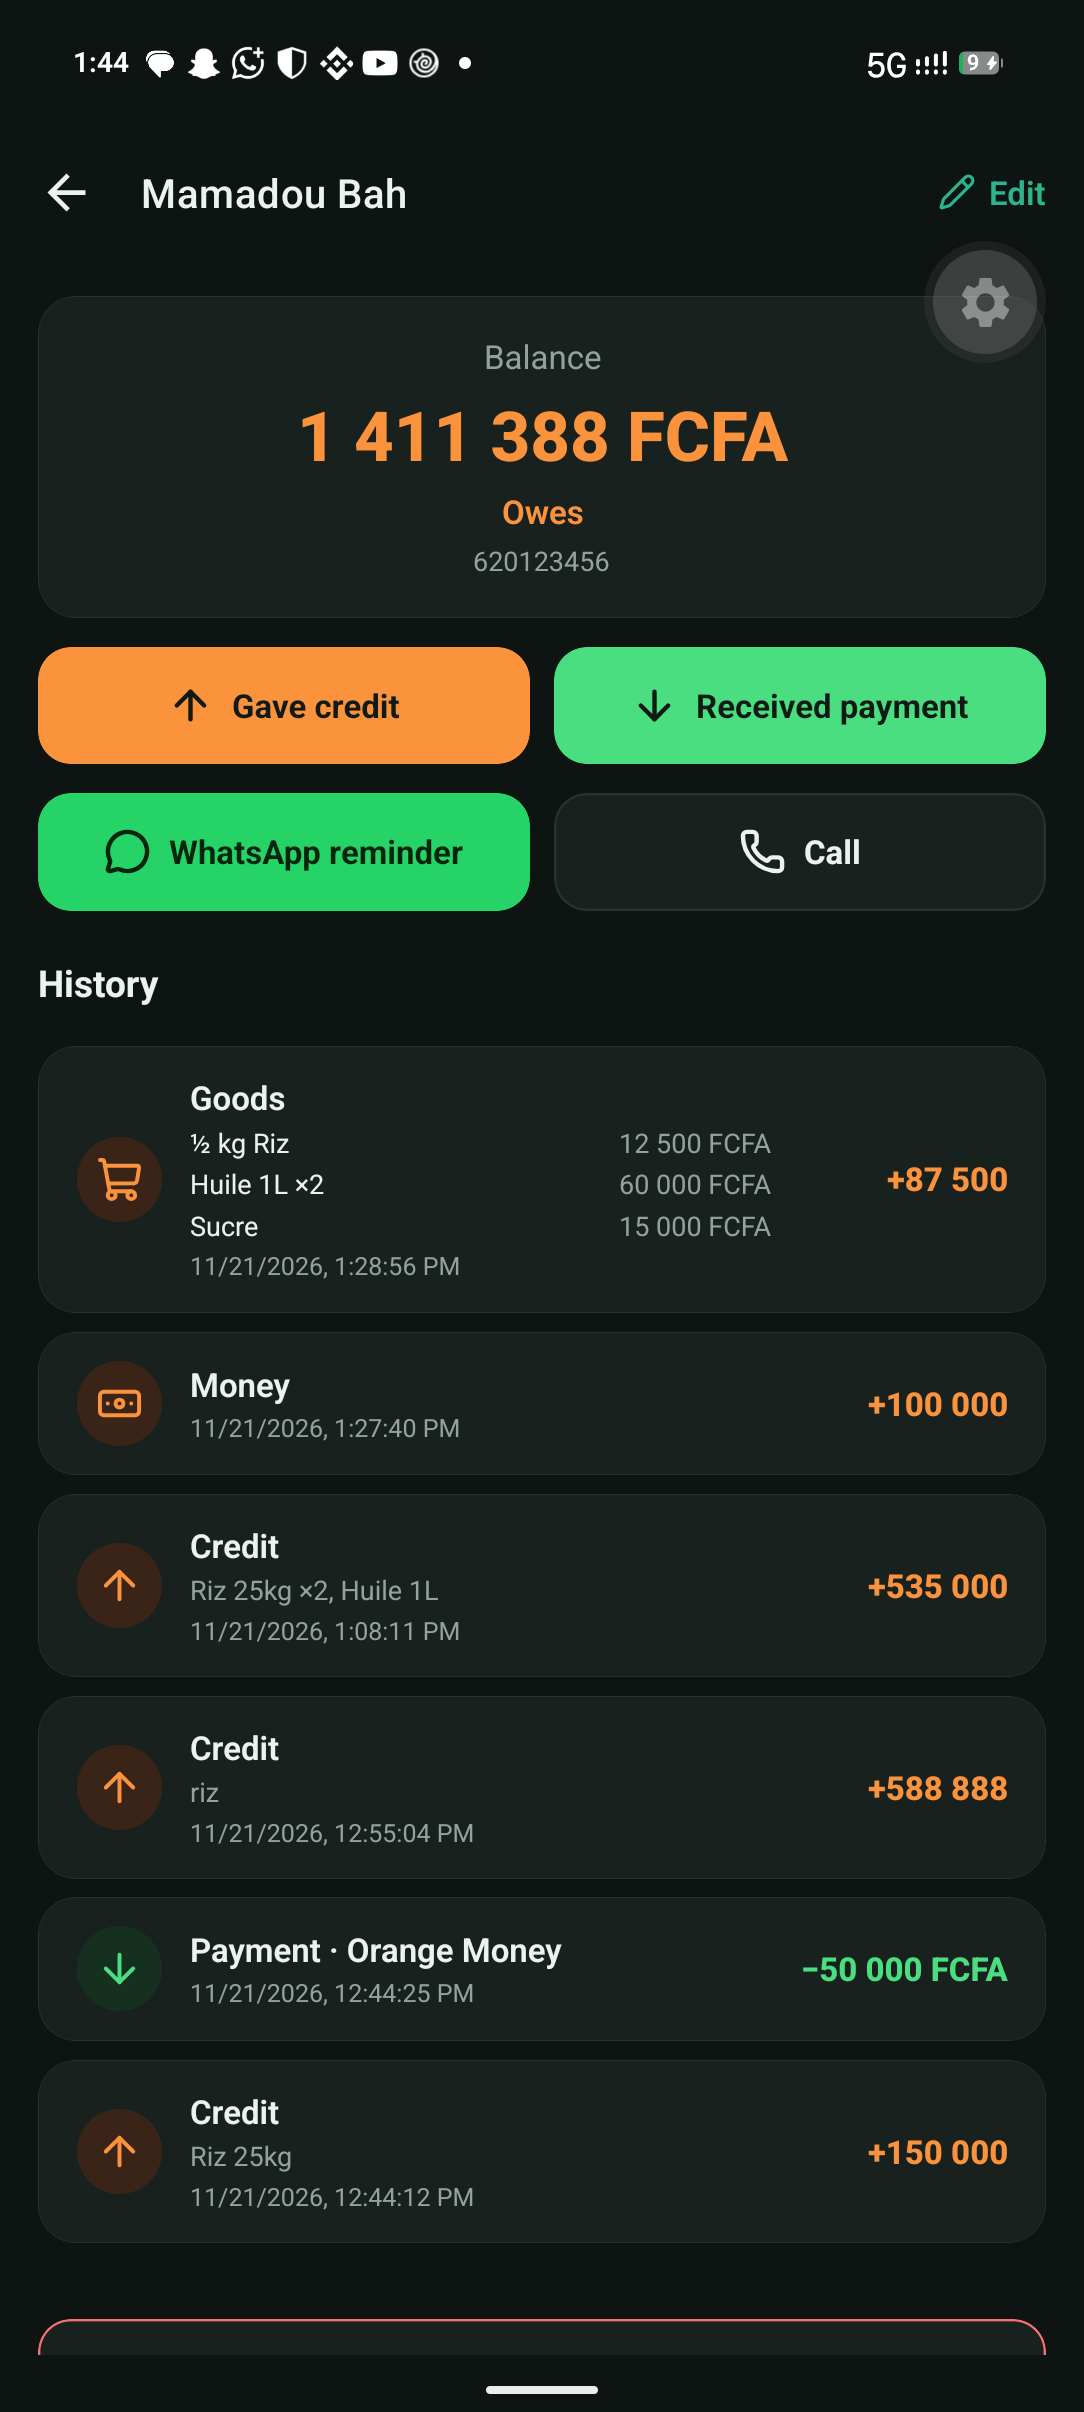 1:44
5G
9
Mamadou Bah
Edit
Balance
1 411 388 FCFA
Owes
620123456
Gave credit
Received payment
WhatsApp reminder
Call
History
Goods
½ kg Riz 12 500 FCFA
Huile 1L ×2 60 000 FCFA
Sucre 15 000 FCFA
+87 500
11/21/2026, 1:28:56 PM
Money
11/21/2026, 1:27:40 PM
+100 000
Credit
Riz 25kg ×2, Huile 1L
11/21/2026, 1:08:11 PM
+535 000
Credit
riz
11/21/2026, 12:55:04 PM
+588 888
Payment · Orange Money
11/21/2026, 12:44:25 PM
−50 000 FCFA
Credit
Riz 25kg
11/21/2026, 12:44:12 PM
+150 000